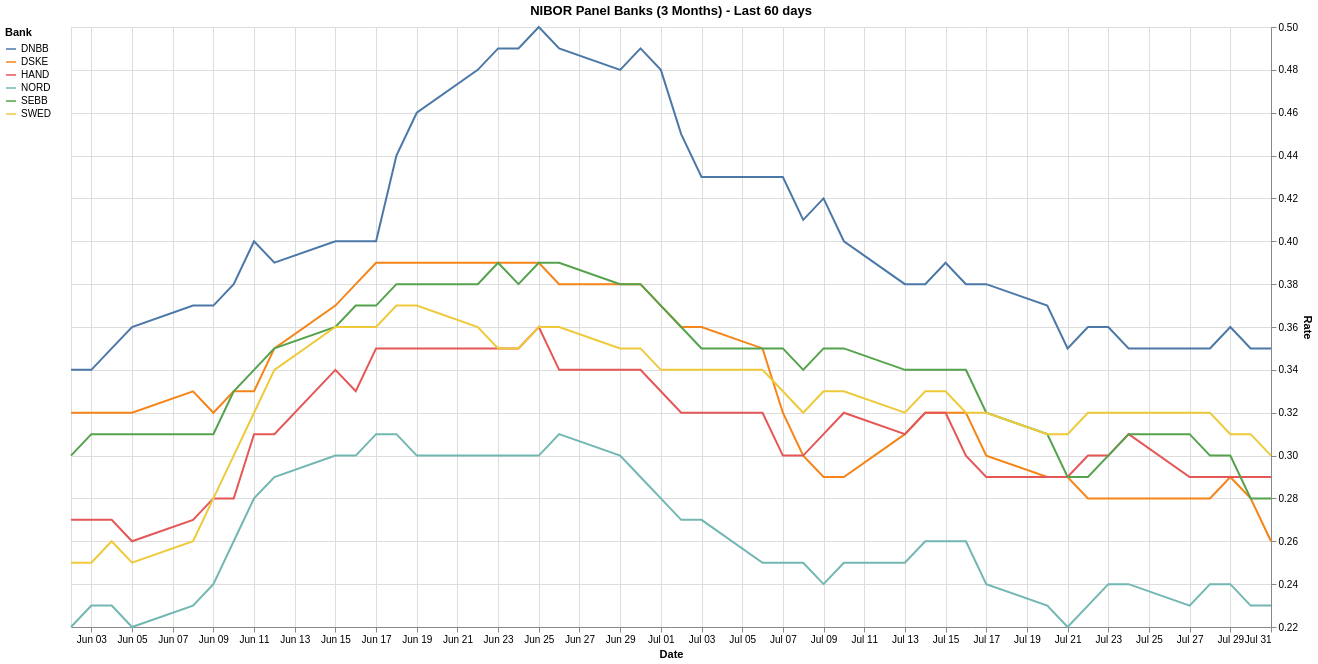 NIBOR Panel Banks (3 Months) - Last 60 days
Bank
DNBB
DSKE
HAND
NORD
SEBB
SWED
0.50
0.48
0.46
0.44
0.42
0.40
0.38
0.36
0.34
0.32
0.30
0.28
0.26
0.24
0.22
Rate
Jun 03 Jun 05 Jun 07 Jun 09 Jun 11 Jun 13 Jun 15 Jun 17 Jun 19 Jun 21 Jun 23 Jun 25 Jun 27 Jun 29 Jul 01 Jul 03 Jul 05 Jul 07 Jul 09 Jul 11 Jul 13 Jul 15 Jul 17 Jul 19 Jul 21 Jul 23 Jul 25 Jul 27 Jul 29 Jul 31
Date